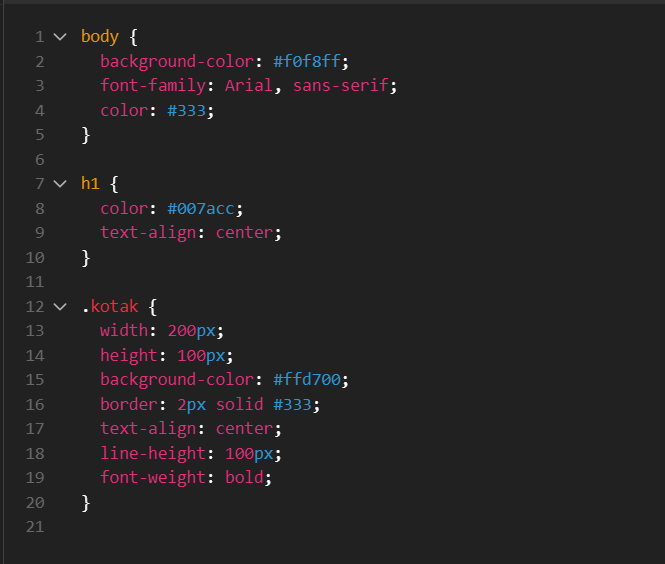 1 body {
2   background-color: #f0f8ff;
3   font-family: Arial, sans-serif;
4   color: #333;
5 }
6
7 h1 {
8   color: #007acc;
9   text-align: center;
10 }
11
12 .kotak {
13   width: 200px;
14   height: 100px;
15   background-color: #ffd700;
16   border: 2px solid #333;
17   text-align: center;
18   line-height: 100px;
19   font-weight: bold;
20 }
21